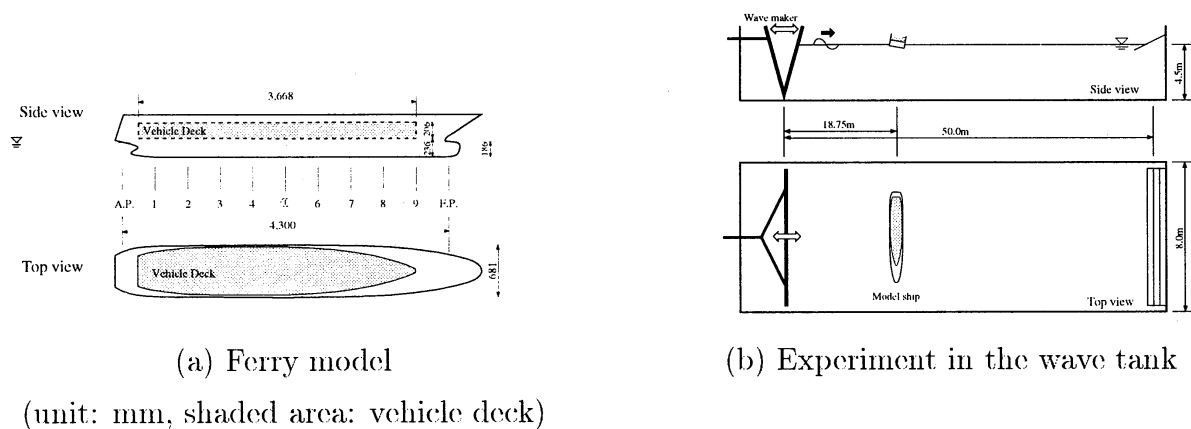 3,668
Side view
Vehicle Deck
206
236
186
A.P. 1 2 3 4 5 6 7 8 9 F.P.
4,300
Top view
Vehicle Deck
681
(a) Ferry model
(unit: mm, shaded area: vehicle deck)
Wave maker
4.5m
Side view
18.75m
50.0m
8.0m
Model ship
Top view
(b) Experiment in the wave tank